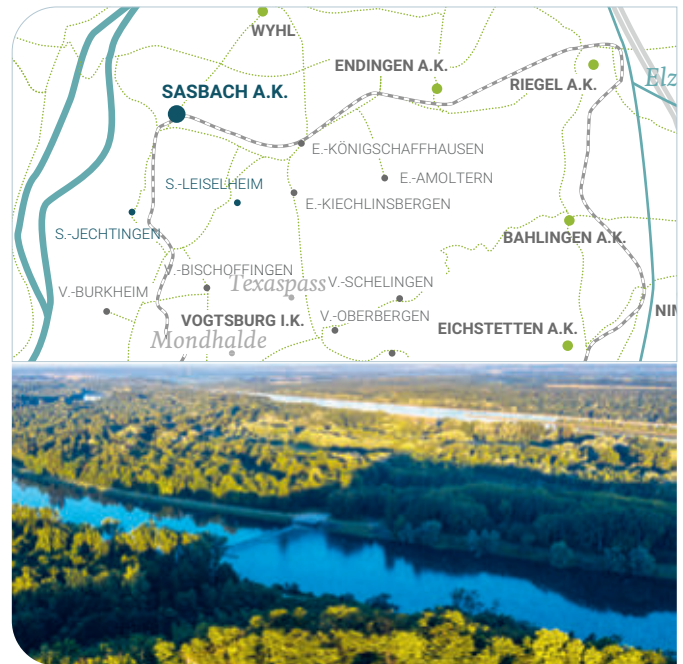 WYHL
ENDINGEN A.K.
Elz
RIEGEL A.K.
SASBACH A.K.
E.-KÖNIGSCHAFFHAUSEN
E.-AMOLTERN
S.-LEISELHEIM
E.-KIECHLINSBERGEN
S.-JECHTINGEN
BAHLINGEN A.K.
V.-BISCHOFFINGEN
Texaspass
V.-SCHELINGEN
V.-BURKHEIM
NIM
V.-OBERBERGEN
VOGTSBURG I.K.
EICHSTETTEN A.K.
Mondhalde